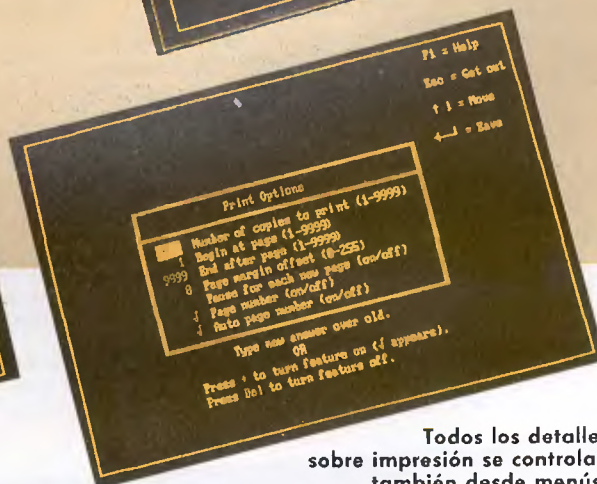 F1 = Help
Esc = Get out
↑ ↓ = Move
←┘ = Save
Print Options
Number of copies to print (1-9999)
1 Begin at page (1-9999)
9999 End after page (1-9999)
0 Page margin offset (0-255)
Pause for each new page (on/off)
√ Page number (on/off)
√ Auto page number (on/off)
Type new answer over old.
OR
Press + to turn feature on (√ appears).
Press Del to turn feature off.
Todos los detalle
sobre impresión se controla
también desde menús